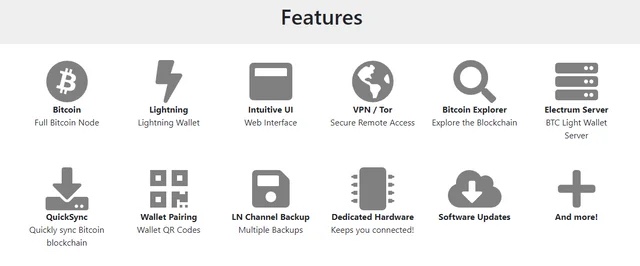 Features
Bitcoin
Full Bitcoin Node
Lightning
Lightning Wallet
Intuitive UI
Web Interface
VPN / Tor
Secure Remote Access
Bitcoin Explorer
Explore the Blockchain
Electrum Server
BTC Light Wallet
Server
QuickSync
Quickly sync Bitcoin
blockchain
Wallet Pairing
Wallet QR Codes
LN Channel Backup
Multiple Backups
Dedicated Hardware
Keeps you connected!
Software Updates
And more!